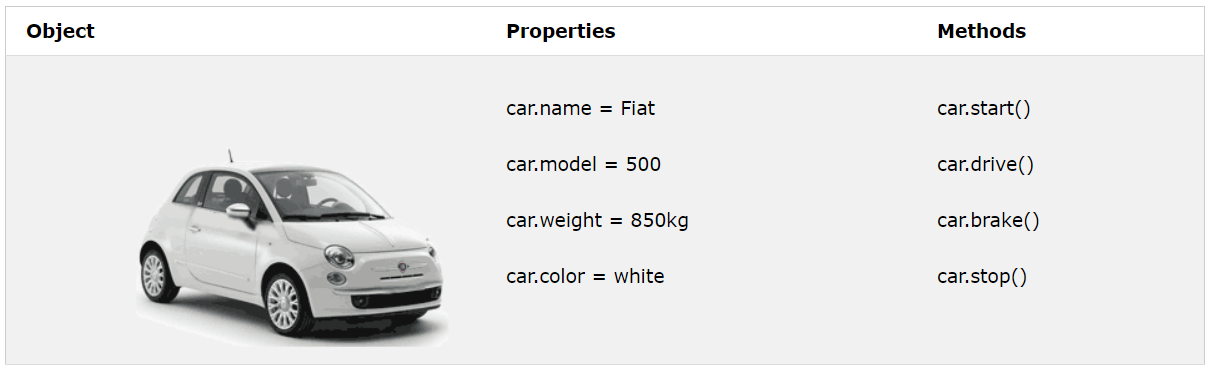 Object Properties Methods
car.name = Fiat car.start()
car.model = 500 car.drive()
car.weight = 850kg car.brake()
car.color = white car.stop()